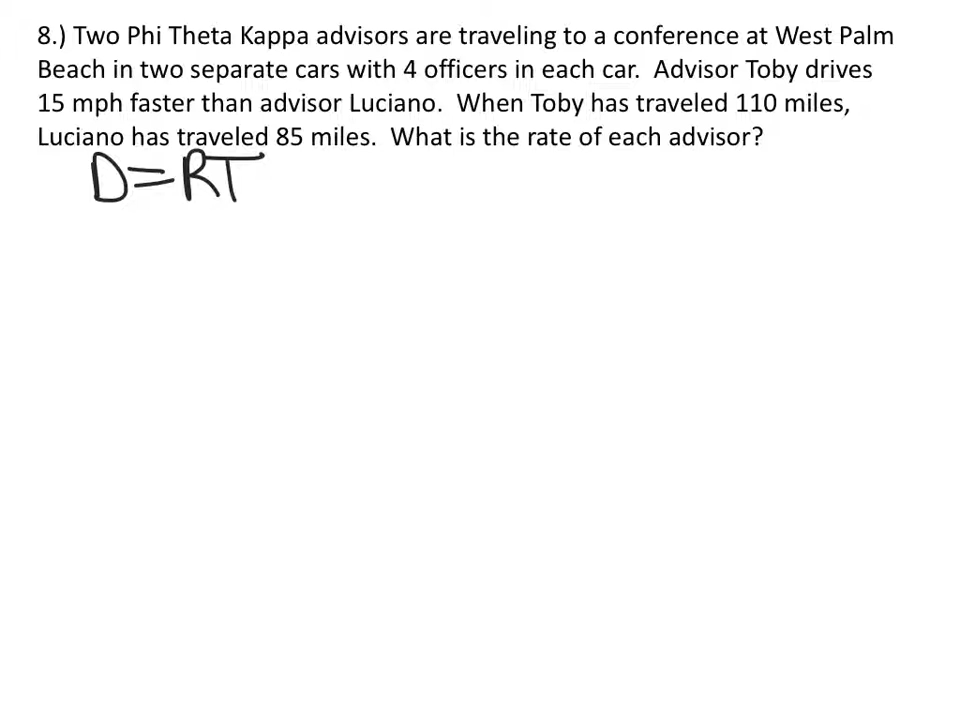 8.) Two Phi Theta Kappa advisors are traveling to a conference at West Palm
Beach in two separate cars with 4 officers in each car.  Advisor Toby drives
15 mph faster than advisor Luciano.  When Toby has traveled 110 miles,
Luciano has traveled 85 miles.  What is the rate of each advisor?
D=RT